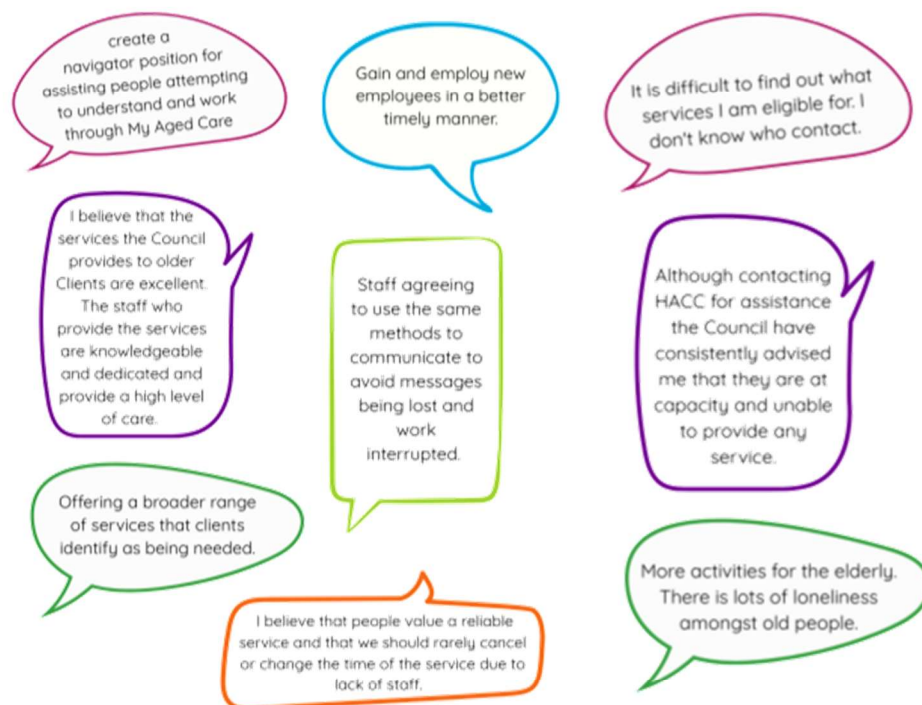 create a
navigator position for
assisting people attempting
to understand and work
through My Aged Care
Gain and employ new
employees in a better
timely manner.
It is difficult to find out what
services I am eligible for. I
don't know who contact.
I believe that the
services the Council
provides to older
Clients are excellent.
The staff who
provide the services
are knowledgeable
and dedicated and
provide a high level
of care.
Staff agreeing
to use the same
methods to
communicate to
avoid messages
being lost and
work
interrupted.
Although contacting
HACC for assistance
the Council have
consistently advised
me that they are at
capacity and unable
to provide any
service.
Offering a broader range
of services that clients
identify as being needed.
I believe that people value a reliable
service and that we should rarely cancel
or change the time of the service due to
lack of staff.
More activities for the elderly.
There is lots of loneliness
amongst old people.